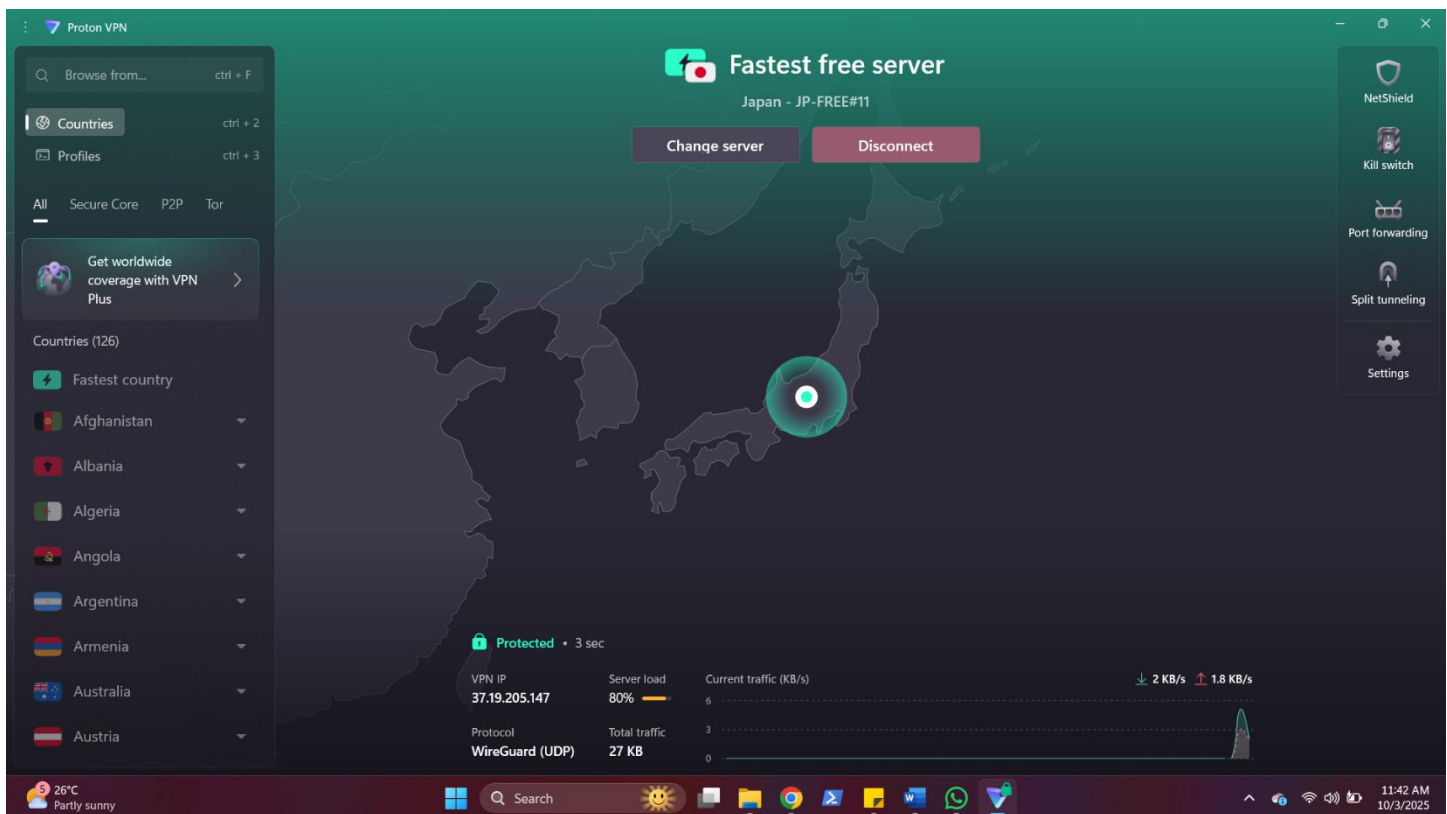 Proton VPN
Browse from... ctrl + F
Countries ctrl + 2
Profiles ctrl + 3
All Secure Core P2P Tor
Get worldwide
coverage with VPN
Plus
Countries (126)
Fastest country
Afghanistan
Albania
Algeria
Angola
Argentina
Armenia
Australia
Austria
Fastest free server
Japan - JP-FREE#11
Change server Disconnect
NetShield
Kill switch
Port forwarding
Split tunneling
Settings
Protected • 3 sec
VPN IP
37.19.205.147
Server load
80%
Protocol
WireGuard (UDP)
Total traffic
27 KB
Current traffic (KB/s) 2 KB/s 1.8 KB/s
6
3
0
5
26°C
Partly sunny
Search
11:42 AM
10/3/2025